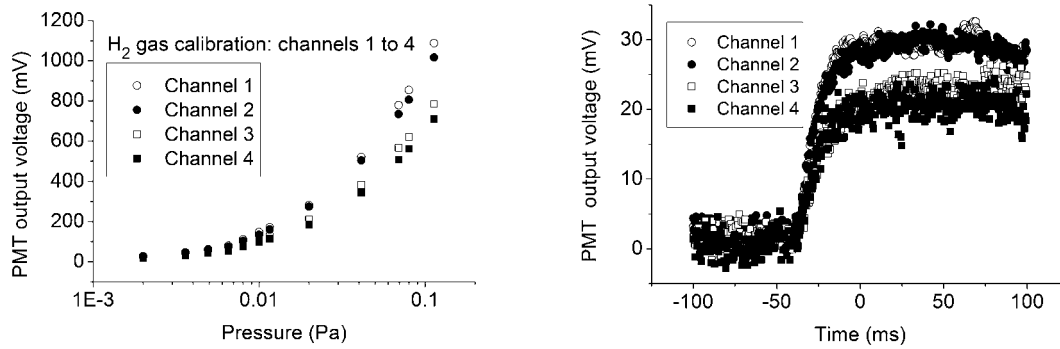 1200
1000
800
600
400
200
0
PMT output voltage (mV)
H₂ gas calibration: channels 1 to 4
Channel 1
Channel 2
Channel 3
Channel 4
1E-3
0.01
0.1
Pressure (Pa)
30
20
10
0
PMT output voltage (mV)
Channel 1
Channel 2
Channel 3
Channel 4
-100
-50
0
50
100
Time (ms)